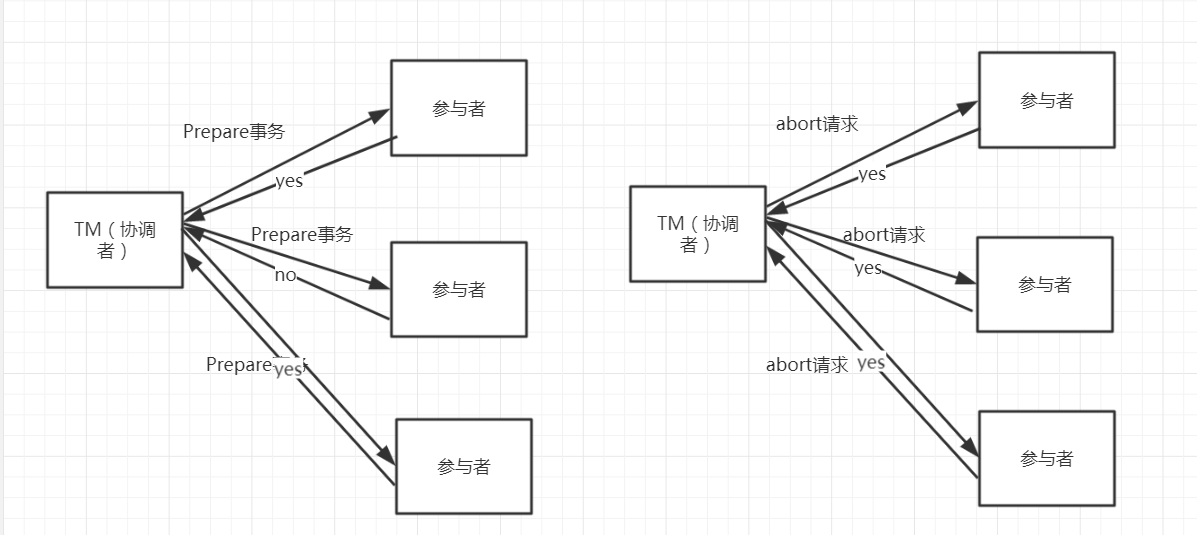 参与者
Prepare事务
yes
TM（协调
者）
Prepare事务
no
参与者
Prepare
yes
参与者
参与者
abort请求
yes
TM（协调
者）
abort请求
yes
参与者
abort请求
yes
参与者